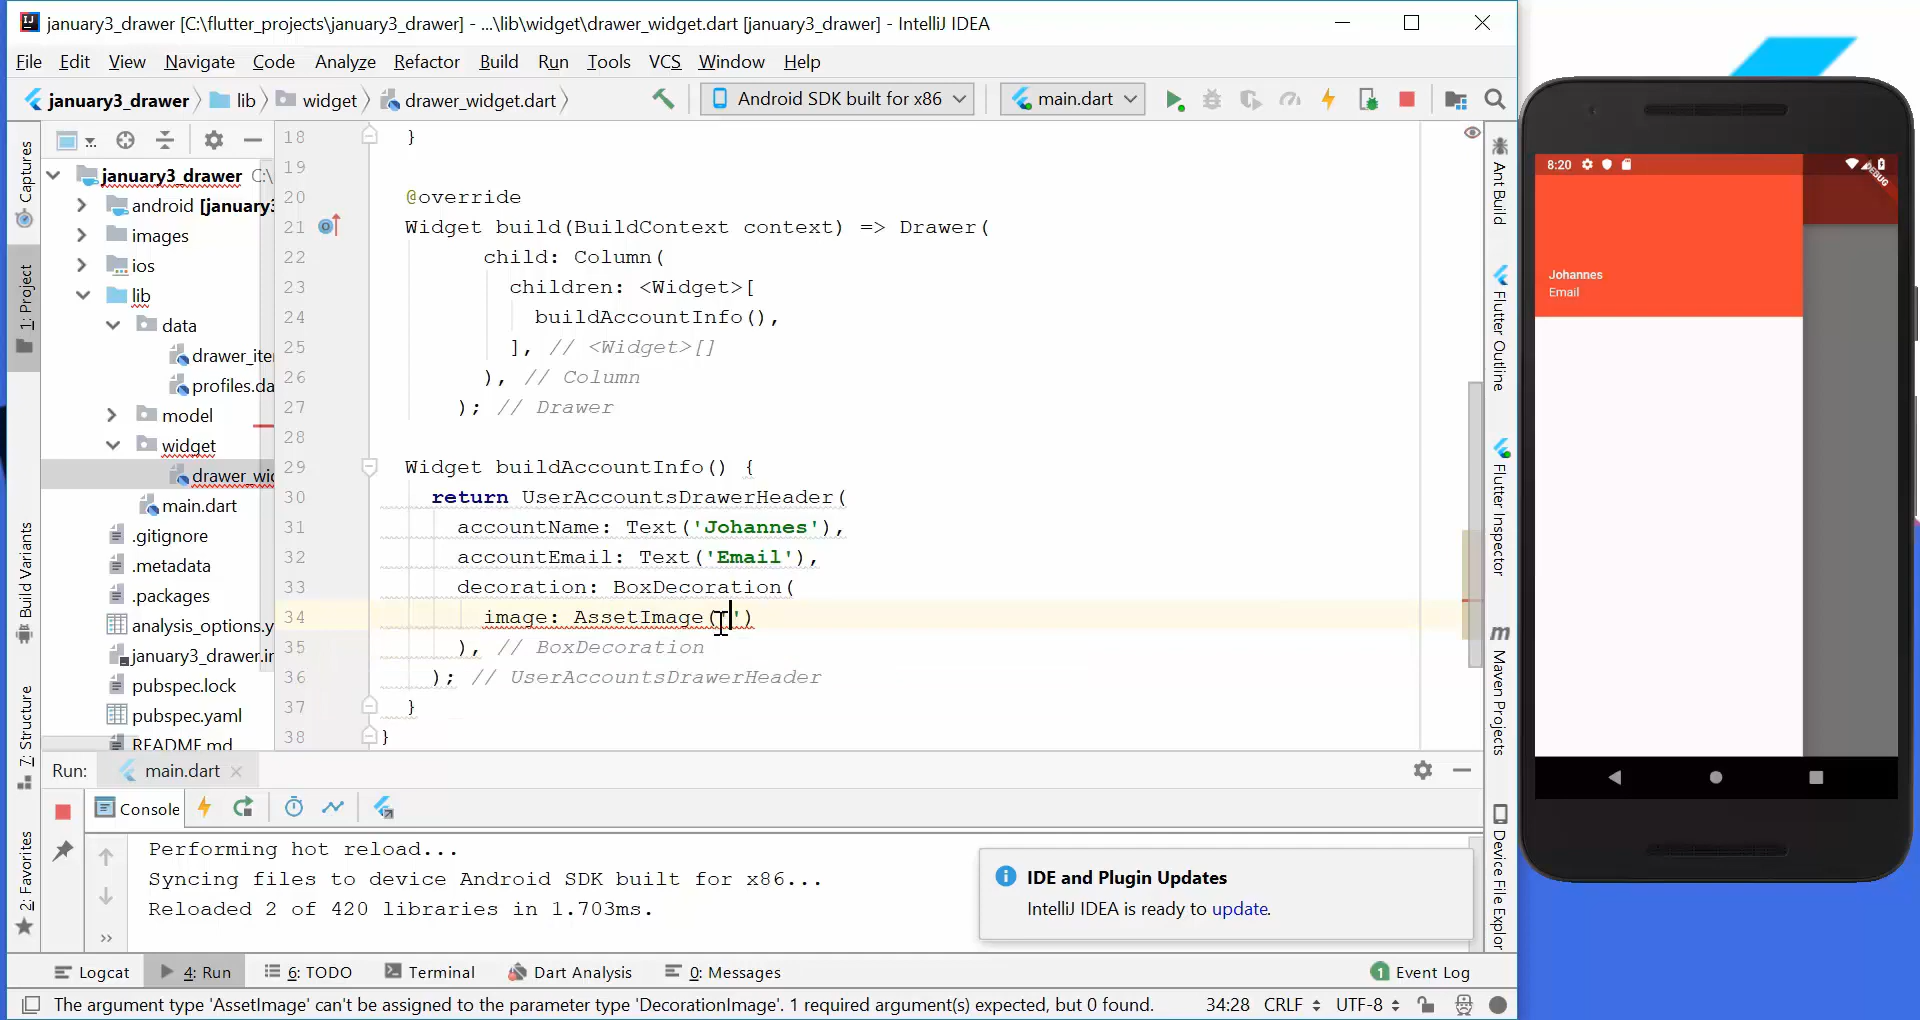 january3_drawer [C:\flutter_projects\january3_drawer] - ...\lib\widget\drawer_widget.dart [january3_drawer] - IntelliJ IDEA
File Edit View Navigate Code Analyze Refactor Build Run Tools VCS Window Help
january3_drawer lib widget drawer_widget.dart Android SDK built for x86 main.dart
Captures
1: Project
Build Variants
7: Structure
2: Favorites
january3_drawer C:\
android [january3
images
ios
lib
data
drawer_ite
profiles.da
model
widget
drawer_wid
main.dart
.gitignore
.metadata
.packages
analysis_options.y
january3_drawer.ir
pubspec.lock
pubspec.yaml
README.md
18 }
19
20 @override
21 Widget build(BuildContext context) => Drawer(
22 child: Column(
23 children: <Widget>[
24 buildAccountInfo(),
25 ], // <Widget>[]
26 ), // Column
27 ); // Drawer
28
29 Widget buildAccountInfo() {
30 return UserAccountsDrawerHeader(
31 accountName: Text('Johannes'),
32 accountEmail: Text('Email'),
33 decoration: BoxDecoration(
34 image: AssetImage('')
35 ), // BoxDecoration
36 ); // UserAccountsDrawerHeader
37 }
38 }
Ant Build
Flutter Outline
Flutter Inspector
Maven Projects
Device File Explor
8:20
DEBUG
Johannes
Email
Run: main.dart
Console
Performing hot reload...
Syncing files to device Android SDK built for x86...
Reloaded 2 of 420 libraries in 1.703ms.
IDE and Plugin Updates
IntelliJ IDEA is ready to update.
Logcat 4: Run 6: TODO Terminal Dart Analysis 0: Messages 1 Event Log
The argument type 'AssetImage' can't be assigned to the parameter type 'DecorationImage'. 1 required argument(s) expected, but 0 found. 34:28 CRLF UTF-8